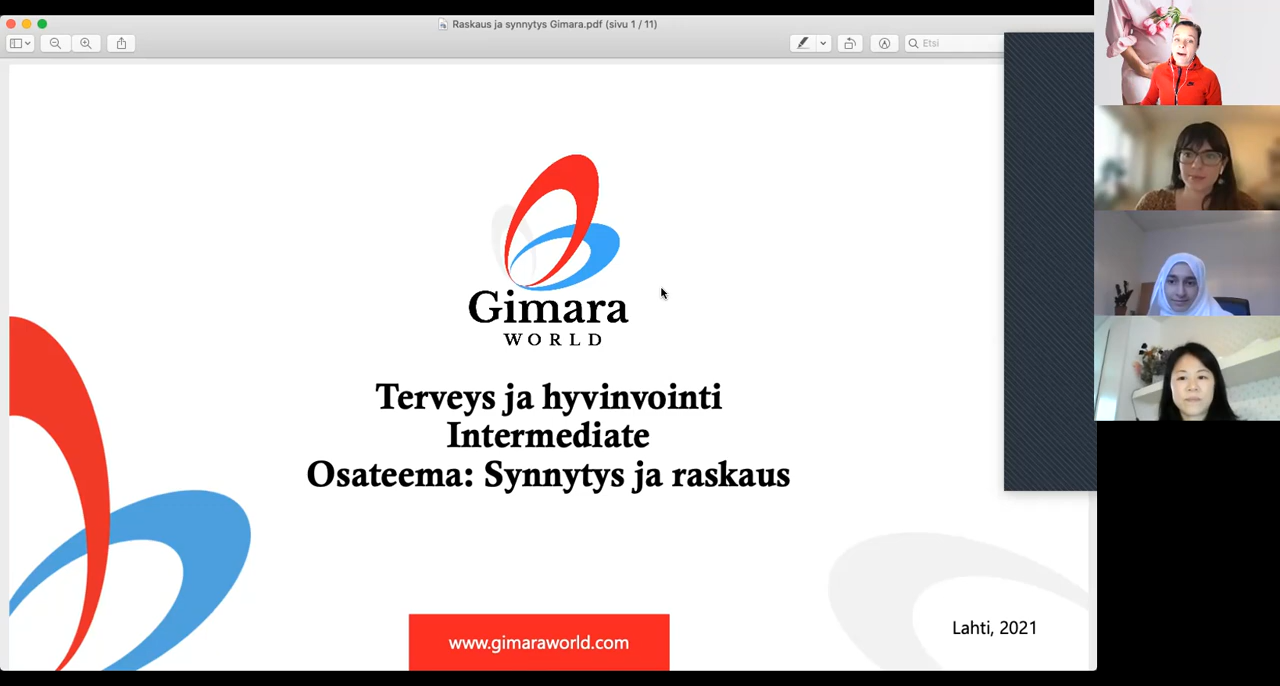 Raskaus ja synnytys Gimara.pdf (sivu 1 / 11)
Etsi
Gimara
WORLD
Terveys ja hyvinvointi
Intermediate
Osateema: Synnytys ja raskaus
www.gimaraworld.com
Lahti, 2021